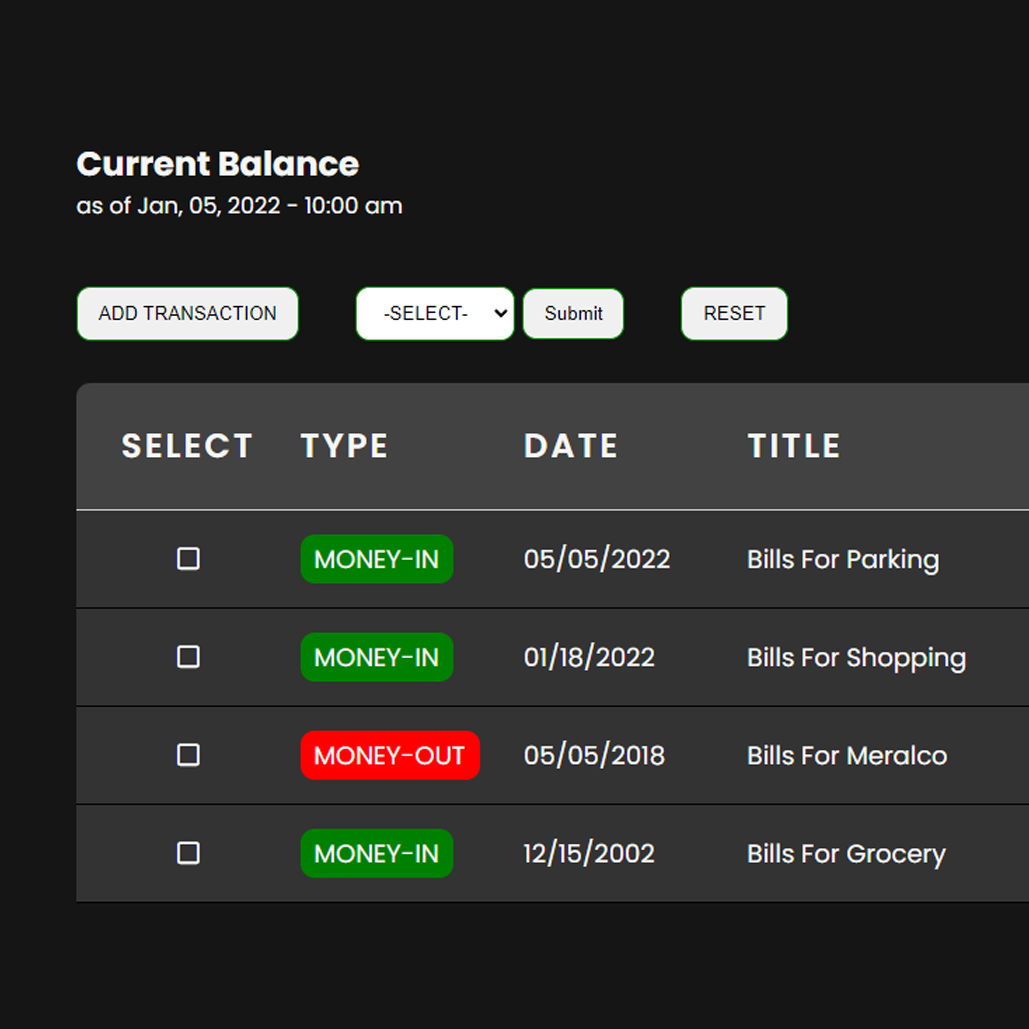 Current Balance
as of Jan, 05, 2022 - 10:00 am
ADD TRANSACTION -SELECT- Submit RESET
SELECT TYPE DATE TITLE
MONEY-IN 05/05/2022 Bills For Parking
MONEY-IN 01/18/2022 Bills For Shopping
MONEY-OUT 05/05/2018 Bills For Meralco
MONEY-IN 12/15/2002 Bills For Grocery